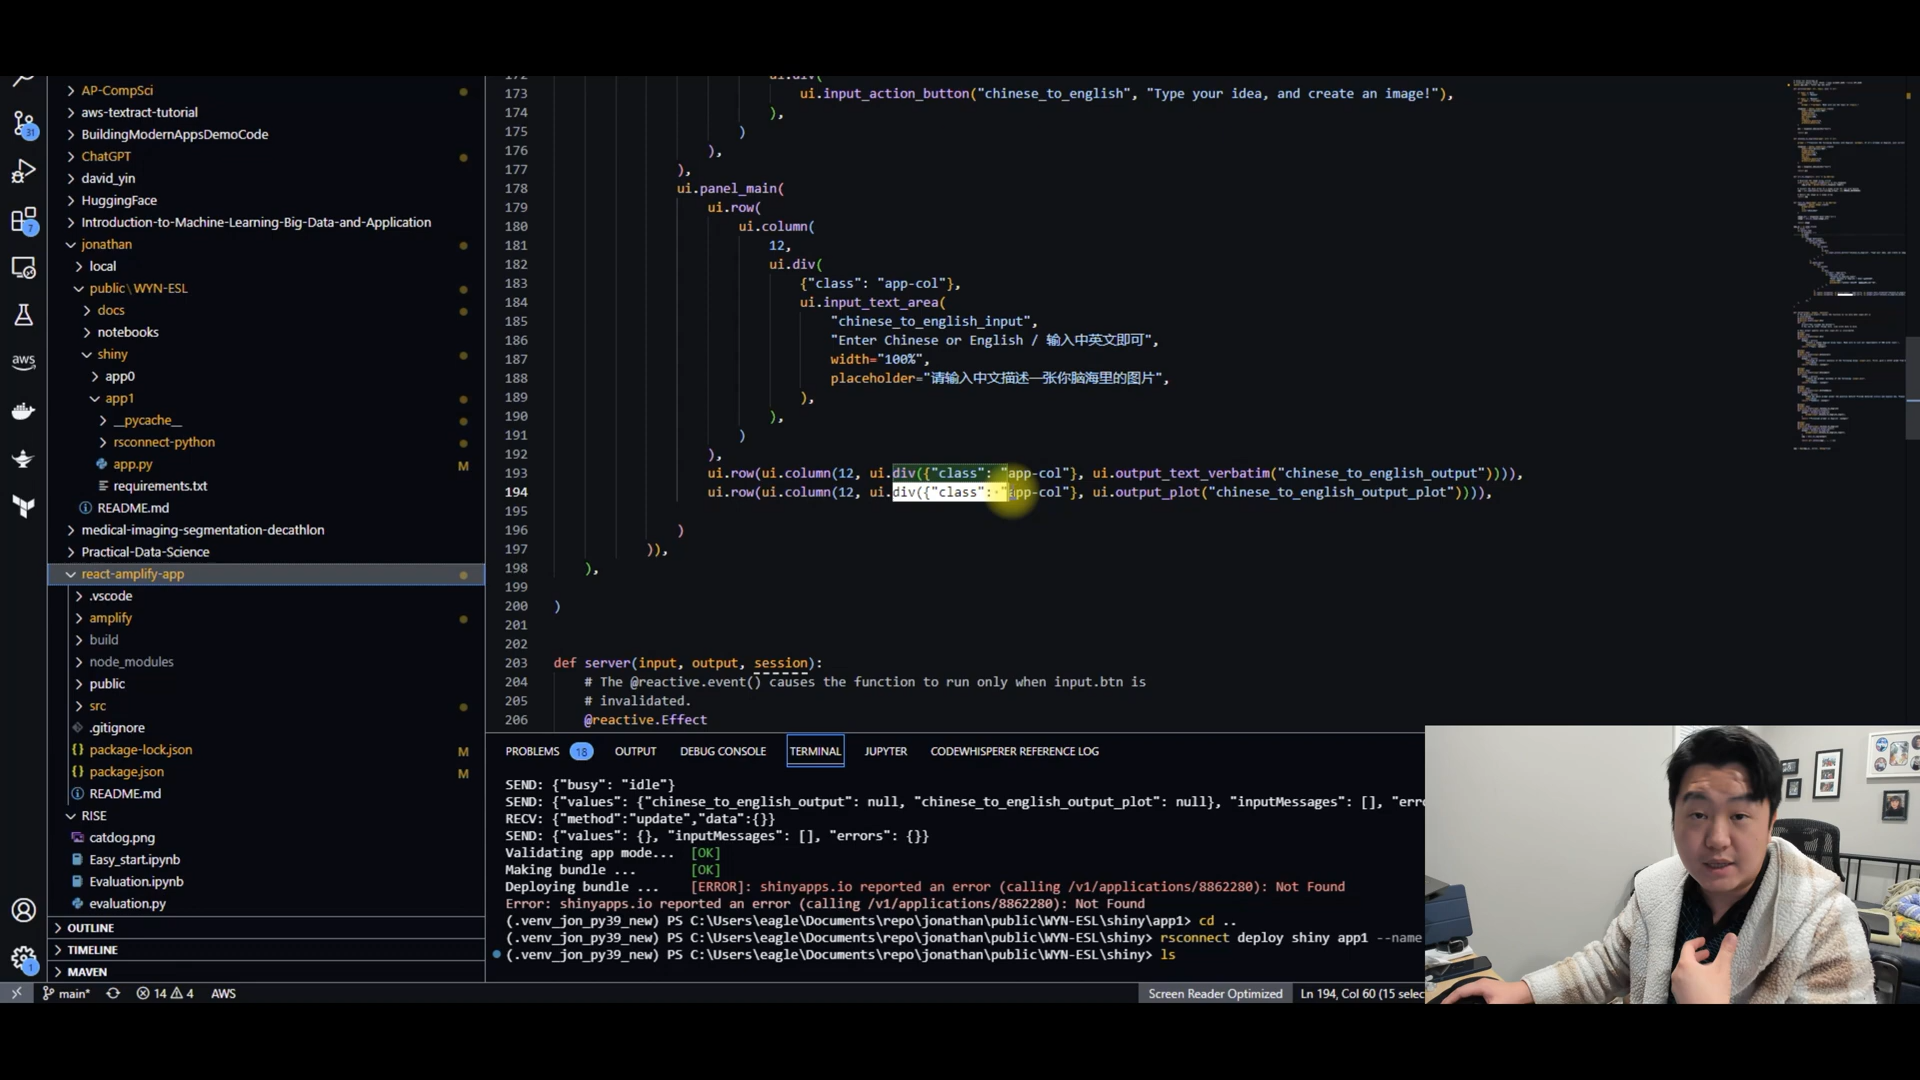 AP-CompSci
aws-textract-tutorial
BuildingModernAppsDemoCode
ChatGPT
david_yin
HuggingFace
Introduction-to-Machine-Learning-Big-Data-and-Application
jonathan
local
public\WYN-ESL
docs
notebooks
shiny
app0
app1
__pycache__
rsconnect-python
app.py M
requirements.txt
README.md
medical-imaging-segmentation-decathlon
Practical-Data-Science
react-amplify-app
.vscode
amplify
build
node_modules
public
src
.gitignore
package-lock.json M
package.json M
README.md
RISE
catdog.png
Easy_start.ipynb
Evaluation.ipynb
evaluation.py
OUTLINE
TIMELINE
MAVEN
31
7
aws
1
172 ui.div(
173 ui.input_action_button("chinese_to_english", "Type your idea, and create an image!"),
174 ),
175 )
176 ),
177 ),
178 ui.panel_main(
179 ui.row(
180 ui.column(
181 12,
182 ui.div(
183 {"class": "app-col"},
184 ui.input_text_area(
185 "chinese_to_english_input",
186 "Enter Chinese or English / 输入中英文即可",
187 width="100%",
188 placeholder="请输入中文描述一张你脑海里的图片",
189 ),
190 ),
191 )
192 ),
193 ui.row(ui.column(12, ui.div({"class": "app-col"}, ui.output_text_verbatim("chinese_to_english_output")))),
194 ui.row(ui.column(12, ui.div({"class": "app-col"}, ui.output_plot("chinese_to_english_output_plot")))),
195
196 )
197 )),
198 ),
199
200 )
201
202
203 def server(input, output, session):
204 # The @reactive.event() causes the function to run only when input.btn is
205 # invalidated.
206 @reactive.Effect
PROBLEMS 18 OUTPUT DEBUG CONSOLE TERMINAL JUPYTER CODEWHISPERER REFERENCE LOG
SEND: {"busy": "idle"}
SEND: {"values": {"chinese_to_english_output": null, "chinese_to_english_output_plot": null}, "inputMessages": [], "erro
RECV: {"method":"update","data":{}}
SEND: {"values": {}, "inputMessages": [], "errors": {}}
Validating app mode... [OK]
Making bundle ... [OK]
Deploying bundle ... [ERROR]: shinyapps.io reported an error (calling /v1/applications/8862280): Not Found
Error: shinyapps.io reported an error (calling /v1/applications/8862280): Not Found
(.venv_jon_py39_new) PS C:\Users\eagle\Documents\repo\jonathan\public\WYN-ESL\shiny\app1> cd ..
(.venv_jon_py39_new) PS C:\Users\eagle\Documents\repo\jonathan\public\WYN-ESL\shiny> rsconnect deploy shiny app1 --name
(.venv_jon_py39_new) PS C:\Users\eagle\Documents\repo\jonathan\public\WYN-ESL\shiny> ls
main* 14 4 AWS
Screen Reader Optimized Ln 194, Col 60 (15 selec